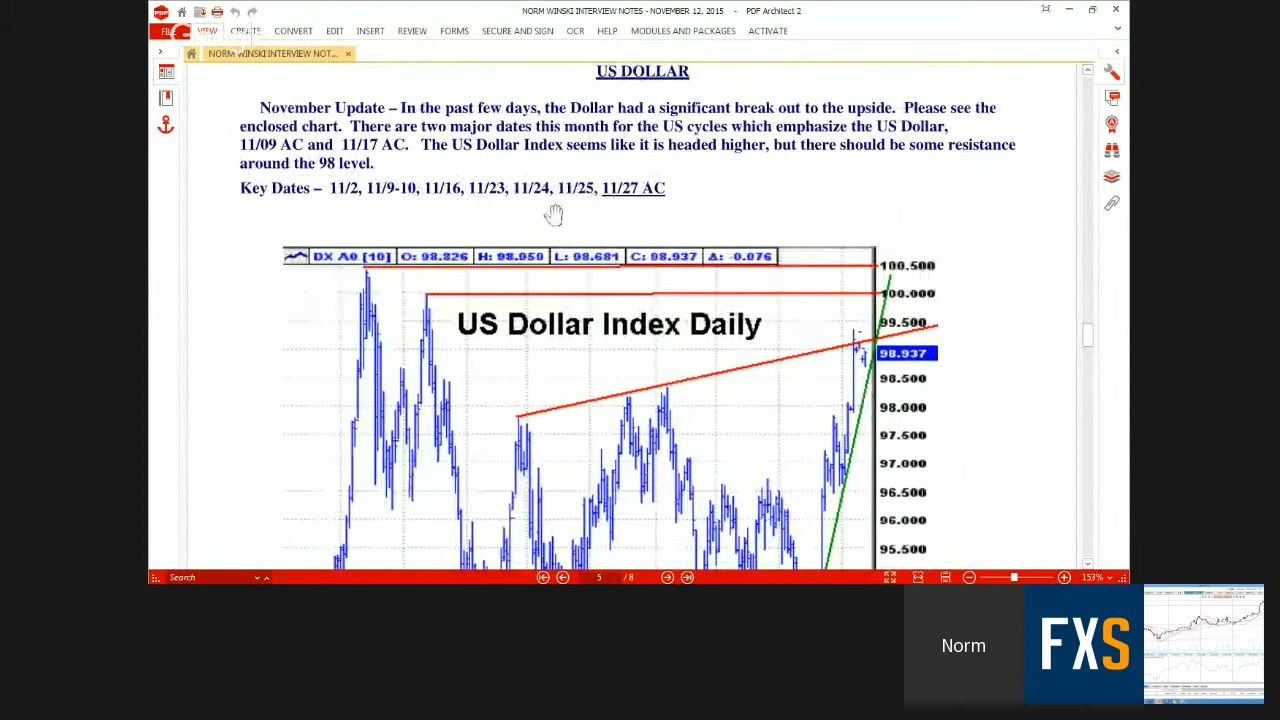 NORM WINSKI INTERVIEW NOTES - NOVEMBER 12, 2015 - PDF Architect 2
FILE VIEW CREATE CONVERT EDIT INSERT REVIEW FORMS SECURE AND SIGN OCR HELP MODULES AND PACKAGES ACTIVATE
NORM WINSKI INTERVIEW NOT... ×
US DOLLAR
November Update – In the past few days, the Dollar had a significant break out to the upside. Please see the
enclosed chart. There are two major dates this month for the US cycles which emphasize the US Dollar,
11/09 AC and 11/17 AC. The US Dollar Index seems like it is headed higher, but there should be some resistance
around the 98 level.
Key Dates – 11/2, 11/9-10, 11/16, 11/23, 11/24, 11/25, 11/27 AC
DX A0 [10] O: 98.826 H: 98.950 L: 98.681 C: 98.937 Δ: -0.076
100.500
100.000
US Dollar Index Daily
99.500
98.937
98.500
98.000
97.500
97.000
96.500
96.000
95.500
Search 5 / 8 153%
Norm
FXS